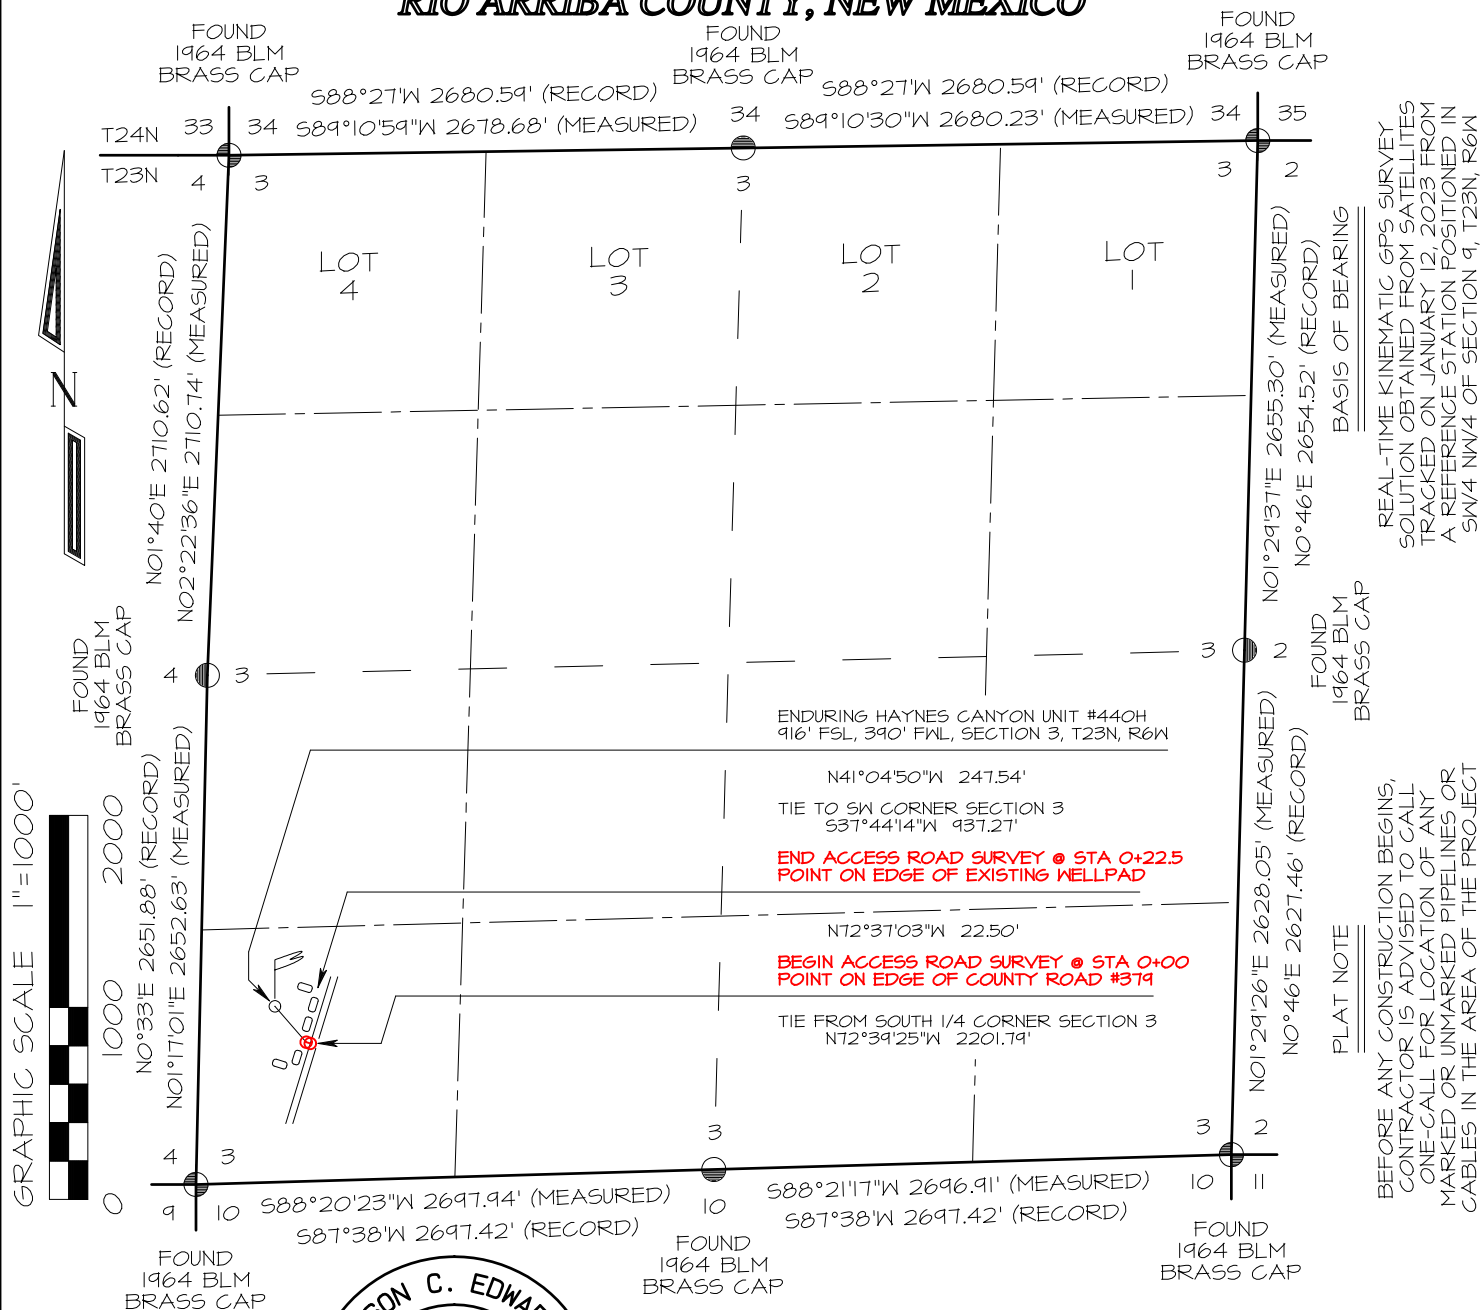 RIO ARRIBA COUNTY, NEW MEXICO
FOUND
1964 BLM
BRASS CAP
FOUND
1964 BLM
BRASS CAP
FOUND
1964 BLM
BRASS CAP
S88°27'W 2680.59' (RECORD)
S89°10'59"W 2678.68' (MEASURED)
S88°27'W 2680.59' (RECORD)
S89°10'30"W 2680.23' (MEASURED)
T24N
T23N
33
34
4
3
34
3
34
35
3
2
LOT
4
LOT
3
LOT
2
LOT
1
N01°40'E 2710.62' (RECORD)
N02°22'36"E 2710.74' (MEASURED)
N01°29'37"E 2655.30' (MEASURED)
N0°46'E 2654.52' (RECORD)
BASIS OF BEARING
REAL-TIME KINEMATIC GPS SURVEY
SOLUTION OBTAINED FROM SATELLITES
TRACKED ON JANUARY 12, 2023 FROM
A REFERENCE STATION POSITIONED IN
SW/4 NW/4 OF SECTION 9, T23N, R6W
N
FOUND
1964 BLM
BRASS CAP
4
3
3
2
FOUND
1964 BLM
BRASS CAP
ENDURING HAYNES CANYON UNIT #440H
916' FSL, 390' FWL, SECTION 3, T23N, R6W
N41°04'50"W 247.54'
TIE TO SW CORNER SECTION 3
S37°44'14"W 937.27'
END ACCESS ROAD SURVEY @ STA 0+22.5
POINT ON EDGE OF EXISTING WELLPAD
N72°37'03"W 22.50'
BEGIN ACCESS ROAD SURVEY @ STA 0+00
POINT ON EDGE OF COUNTY ROAD #379
TIE FROM SOUTH 1/4 CORNER SECTION 3
N72°39'25"W 2201.79'
GRAPHIC SCALE 1"=1000'
0
1000
2000
N0°33'E 2651.88' (RECORD)
N01°17'01"E 2652.63' (MEASURED)
N01°29'26"E 2628.05' (MEASURED)
N0°46'E 2627.46' (RECORD)
PLAT NOTE
BEFORE ANY CONSTRUCTION BEGINS,
CONTRACTOR IS ADVISED TO CALL
ONE-CALL FOR LOCATION OF ANY
MARKED OR UNMARKED PIPELINES OR
CABLES IN THE AREA OF THE PROJECT
4
3
9
10
3
10
3
2
10
11
S88°20'23"W 2697.94' (MEASURED)
S87°38'W 2697.42' (RECORD)
S88°21'17"W 2696.91' (MEASURED)
S87°38'W 2697.42' (RECORD)
FOUND
1964 BLM
BRASS CAP
FOUND
1964 BLM
BRASS CAP
FOUND
1964 BLM
BRASS CAP
C.